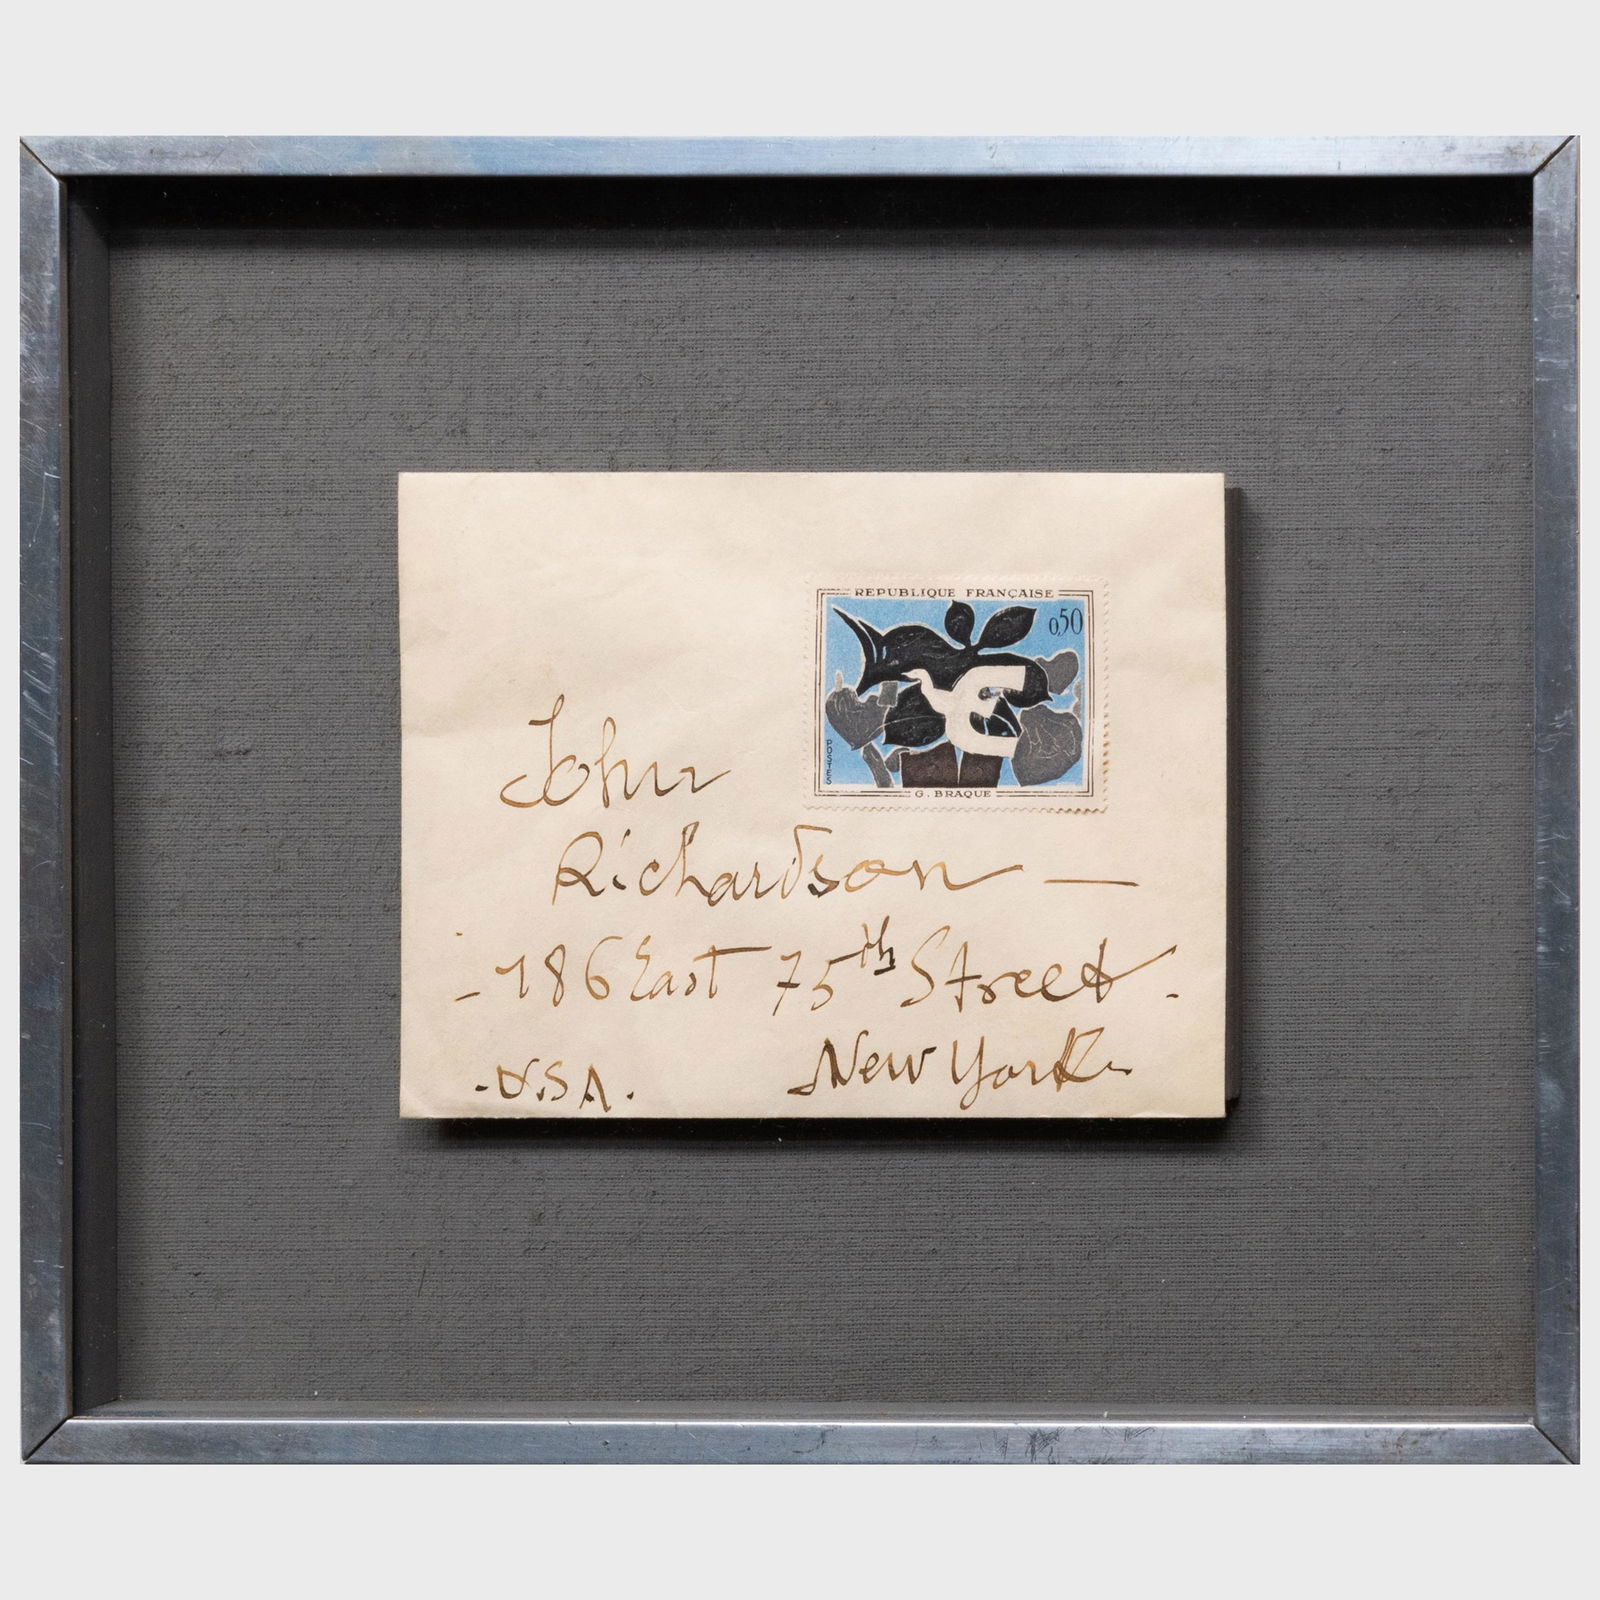 REPUBLIQUE FRANÇAISE
0,50
POSTES
G. BRAQUE
John
Richardson —
- 186 East 75th Street.
New York
- U.S.A.